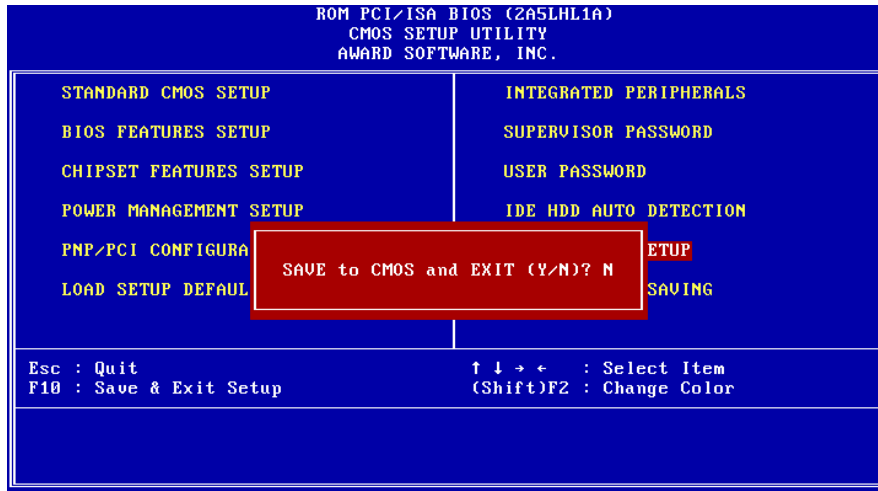 ROM PCI/ISA BIOS (2A5LHL1A)
CMOS SETUP UTILITY
AWARD SOFTWARE, INC.
STANDARD CMOS SETUP
BIOS FEATURES SETUP
CHIPSET FEATURES SETUP
POWER MANAGEMENT SETUP
PNP/PCI CONFIGURA
LOAD SETUP DEFAUL
INTEGRATED PERIPHERALS
SUPERVISOR PASSWORD
USER PASSWORD
IDE HDD AUTO DETECTION
ETUP
SAVING
SAVE to CMOS and EXIT (Y/N)? N
Esc : Quit
F10 : Save & Exit Setup
↑ ↓ → ← : Select Item
(Shift)F2 : Change Color